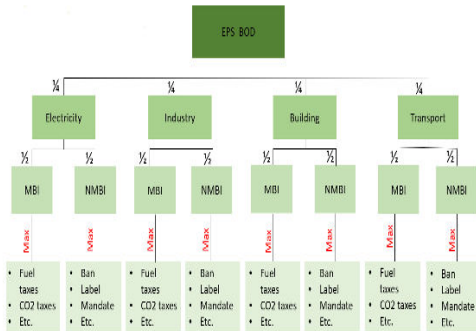 EPS BOD
¼ ¼ ¼ ¼
Electricity Industry Building Transport
½ ½ ½ ½ ½ ½ ½ ½
MBI NMBI MBI NMBI MBI NMBI MBI NMBI
Max Max Max Max Max Max Max Max
• Fuel • Ban • Fuel • Ban • Fuel • Ban • Fuel • Ban
taxes • Label taxes • Label taxes • Label taxes • Label
• CO2 taxes • Mandate • CO2 taxes • Mandate • CO2 taxes • Mandate • CO2 taxes • Mandate
• Etc. • Etc. • Etc. • Etc. • Etc. • Etc. • Etc. • Etc.